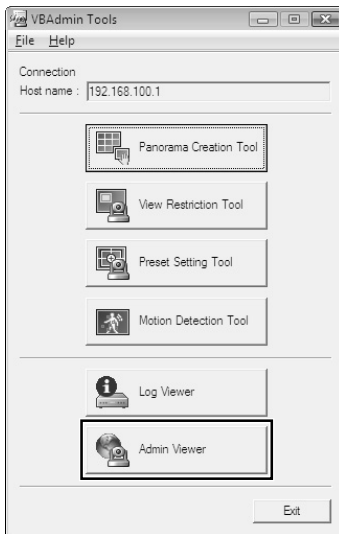 VBAdmin Tools
File Help
Connection
Host name : 192.168.100.1
Panorama Creation Tool
View Restriction Tool
Preset Setting Tool
Motion Detection Tool
Log Viewer
Admin Viewer
Exit